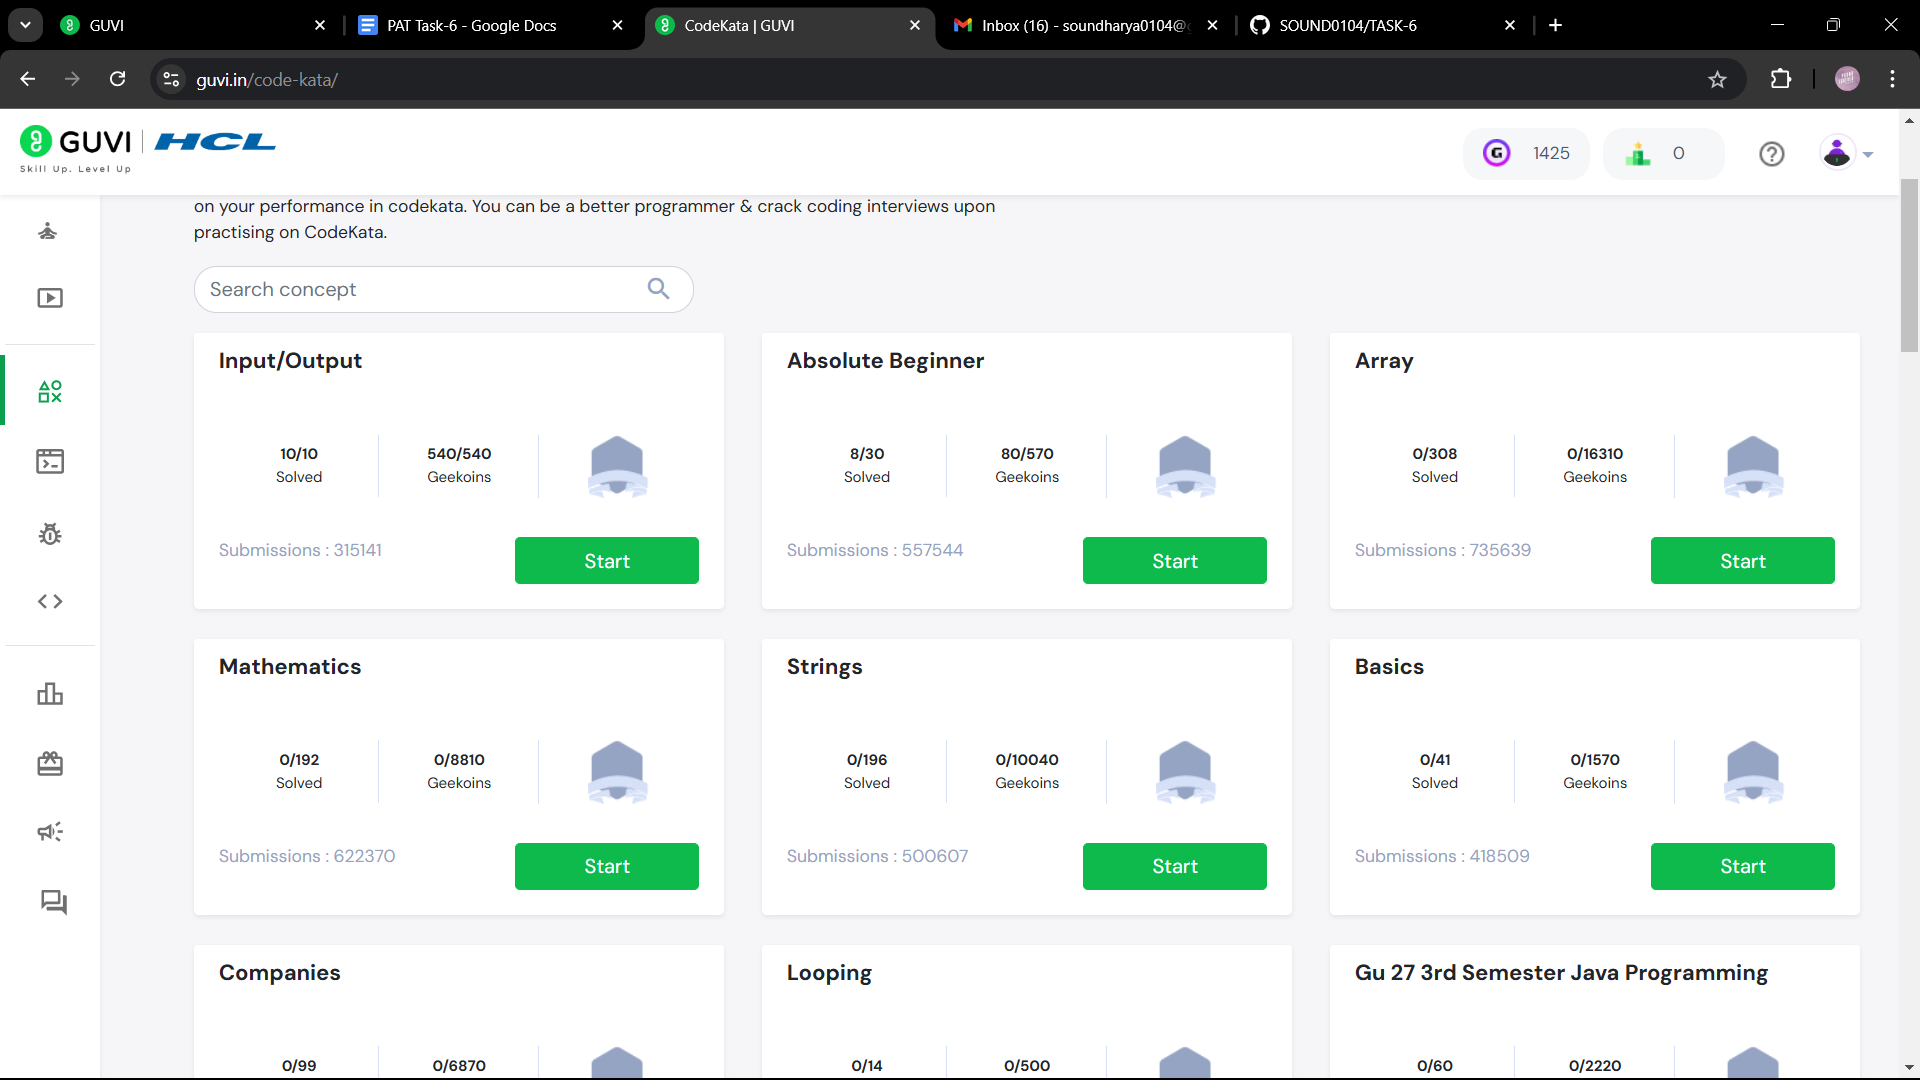 GUVI
PAT Task-6 - Google Docs
CodeKata | GUVI
Inbox (16) - soundharya0104@
SOUND0104/TASK-6
guvi.in/code-kata/
GUVI | HCL
Skill Up. Level Up
1425
0
on your performance in codekata. You can be a better programmer & crack coding interviews upon
practising on CodeKata.
Search concept
Input/Output
10/10
Solved
540/540
Geekoins
Submissions : 315141
Start
Absolute Beginner
8/30
Solved
80/570
Geekoins
Submissions : 557544
Start
Array
0/308
Solved
0/16310
Geekoins
Submissions : 735639
Start
Mathematics
0/192
Solved
0/8810
Geekoins
Submissions : 622370
Start
Strings
0/196
Solved
0/10040
Geekoins
Submissions : 500607
Start
Basics
0/41
Solved
0/1570
Geekoins
Submissions : 418509
Start
Companies
0/99
0/6870
Looping
0/14
0/500
Gu 27 3rd Semester Java Programming
0/60
0/2220